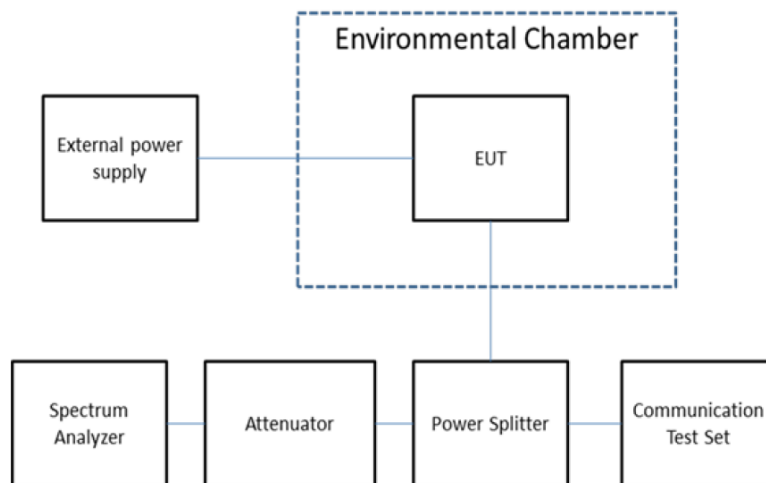 Environmental Chamber
External power
supply
EUT
Spectrum
Analyzer
Attenuator
Power Splitter
Communication
Test Set